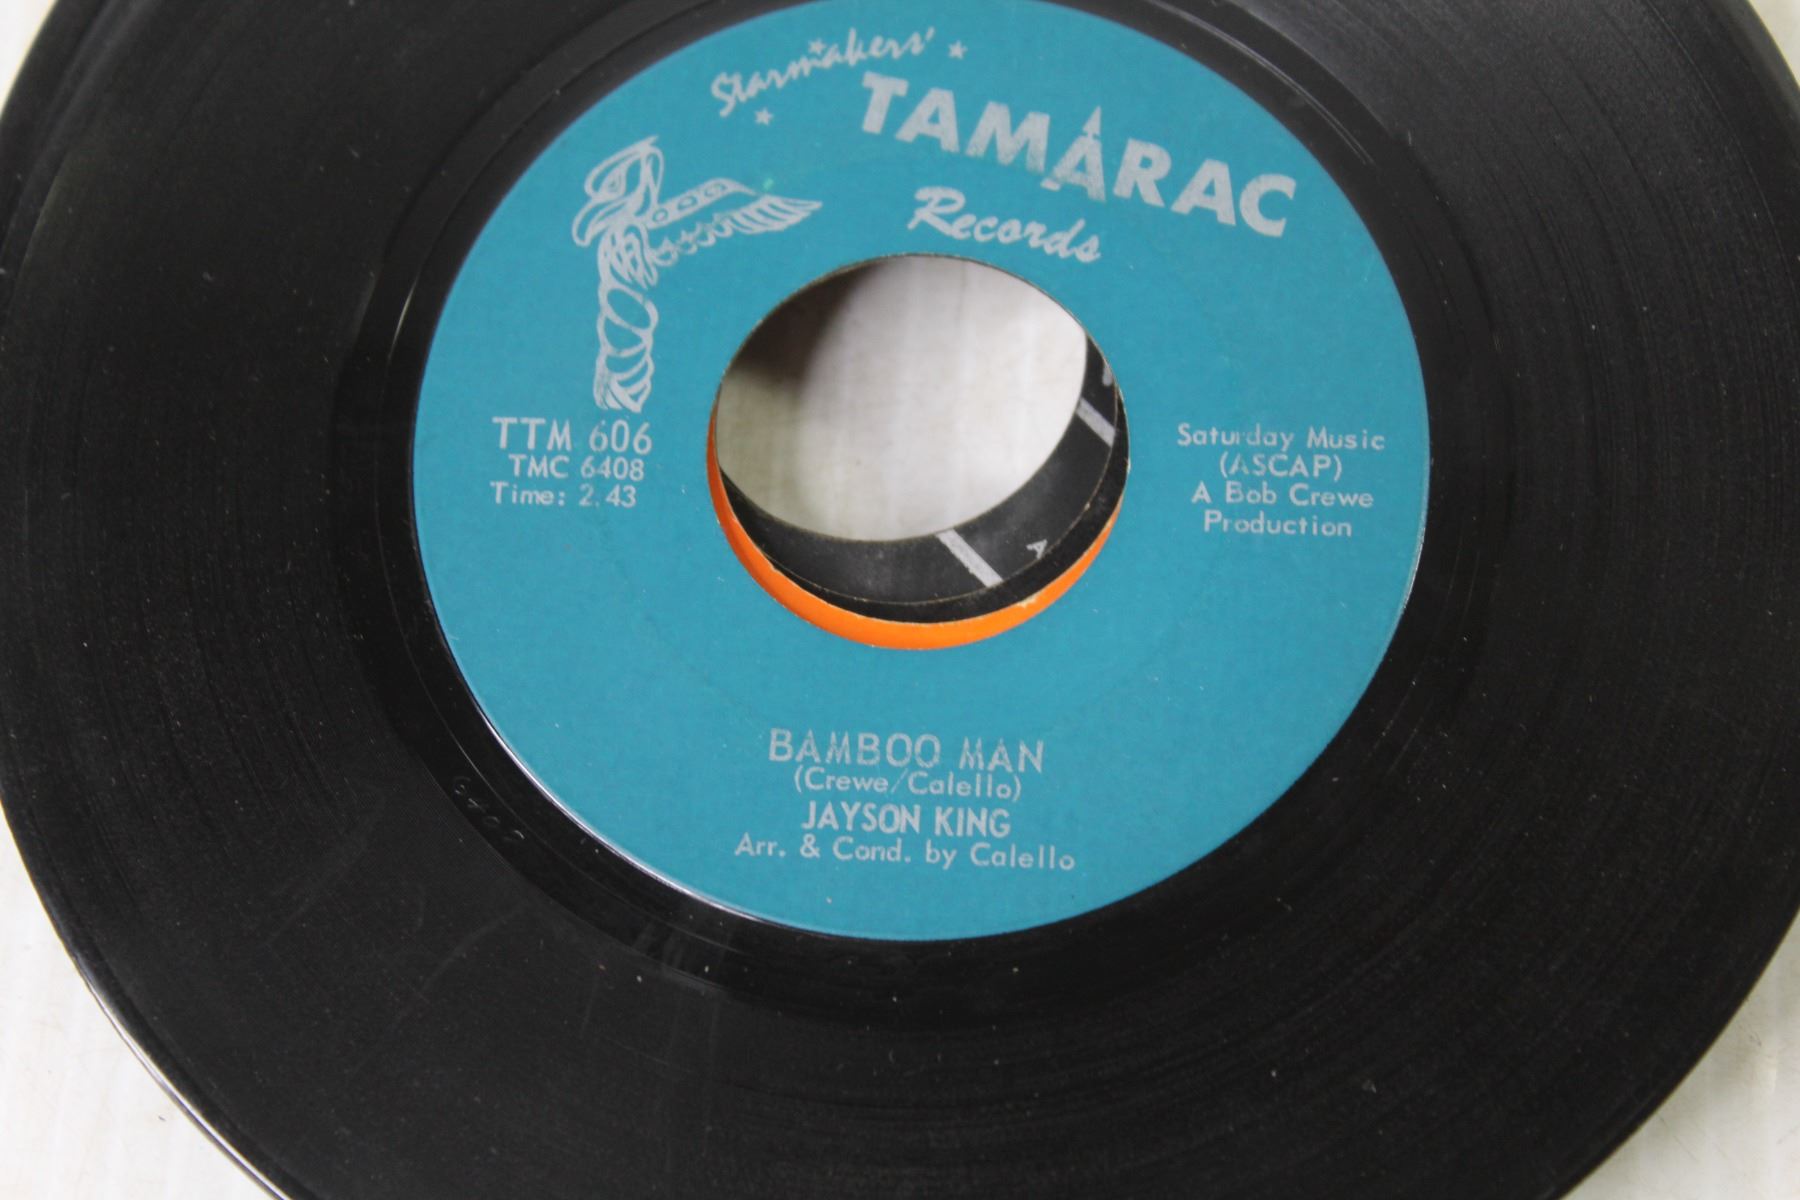 Starmakers'
TAMARAC
Records
TTM 606
TMC 6408
Time: 2.43
Saturday Music
(ASCAP)
A Bob Crewe
Production
BAMBOO MAN
(Crewe/Calello)
JAYSON KING
Arr. & Cond. by Calello
A